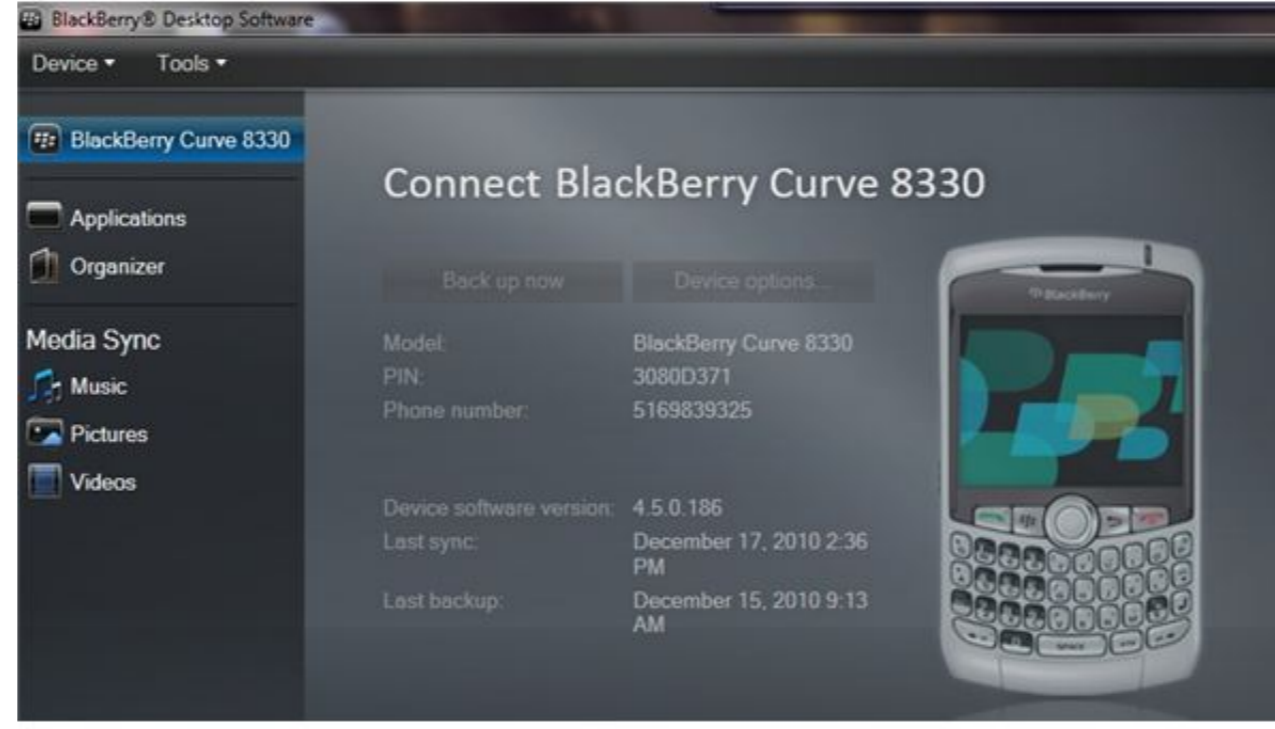 BlackBerry® Desktop Software
Device Tools
BlackBerry Curve 8330
Applications
Organizer
Media Sync
Music
Pictures
Videos
Connect BlackBerry Curve 8330
Back up now Device options...
Model: BlackBerry Curve 8330
PIN: 3080D371
Phone number: 5169839325
Device software version: 4.5.0.186
Last sync: December 17, 2010 2:36
PM
Last backup: December 15, 2010 9:13
AM
BlackBerry
SPACE